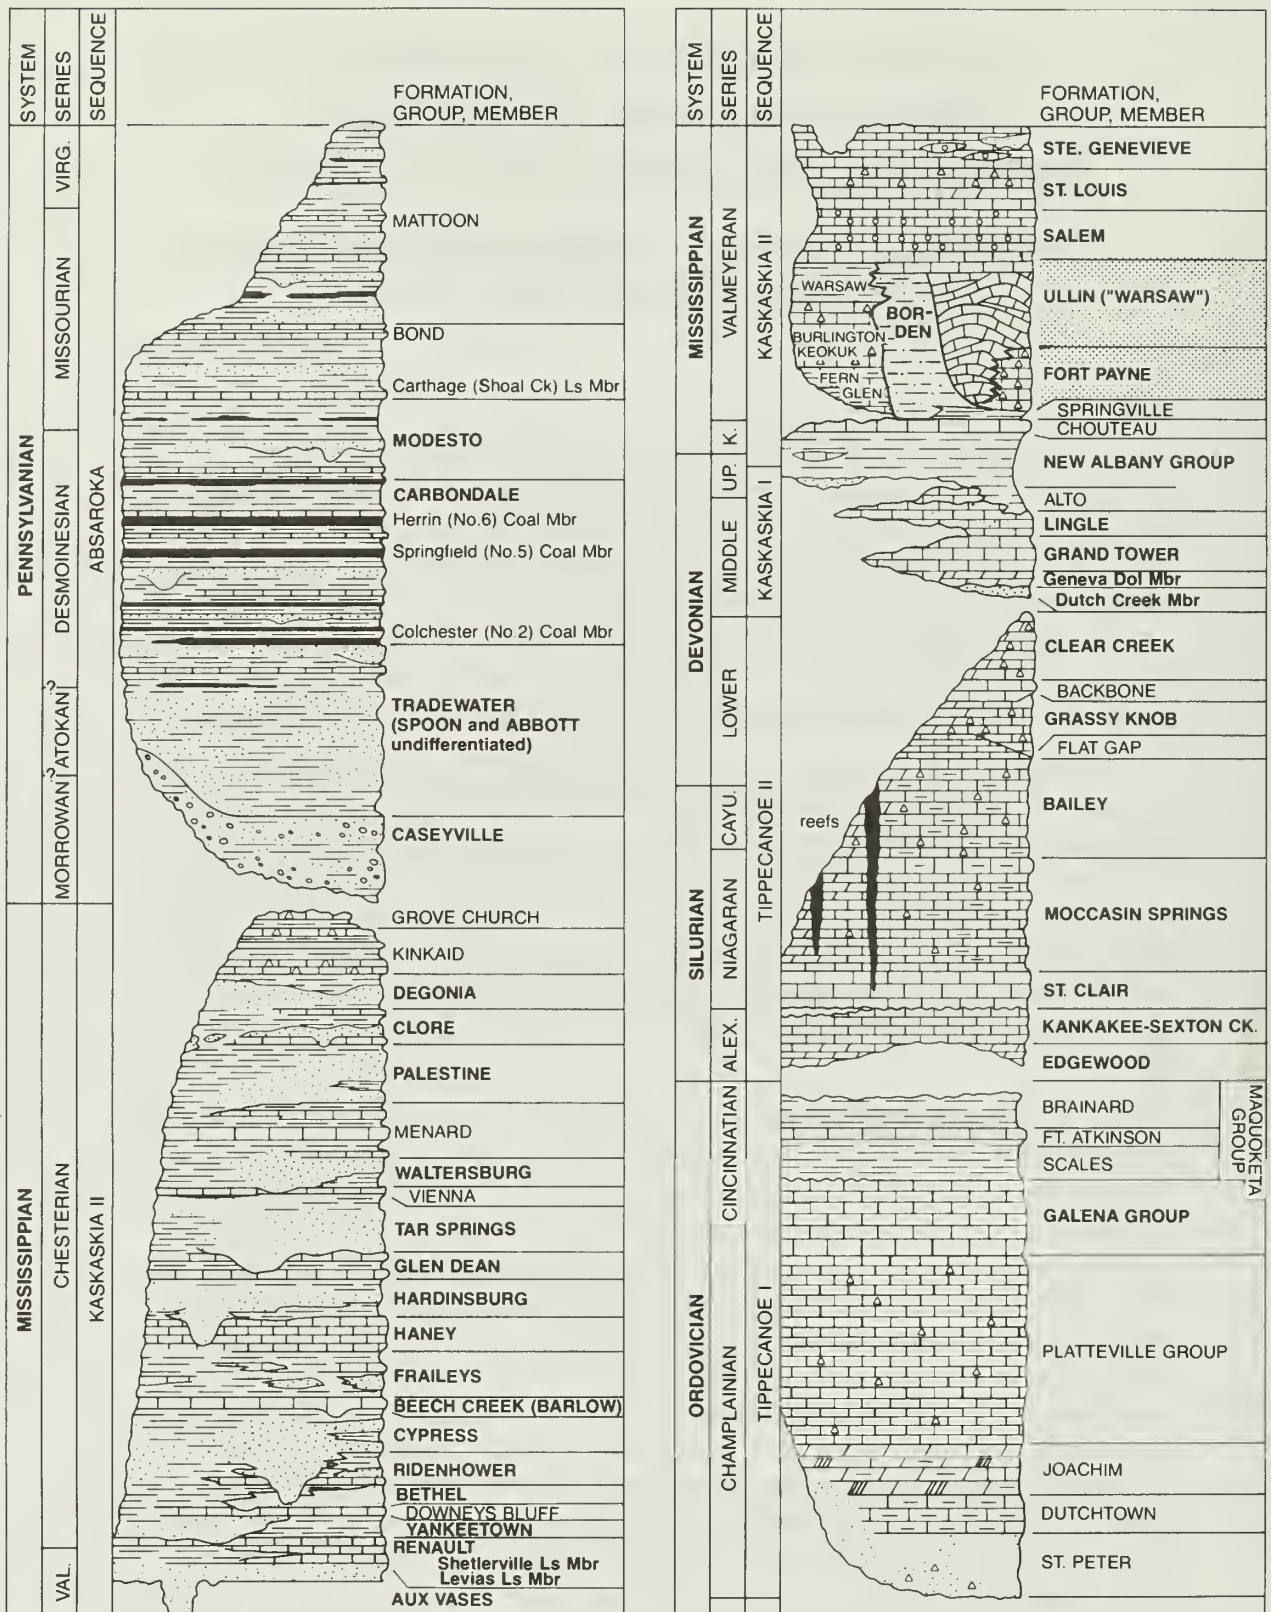 SYSTEM
SERIES
SEQUENCE
FORMATION,
GROUP, MEMBER
PENNSYLVANIAN
VIRG.
MISSOURIAN
DESMOINESIAN
?
ATOKAN
?
MORROWAN
ABSAROKA
MATTOON
BOND
Carthage (Shoal Ck) Ls Mbr
MODESTO
CARBONDALE
Herrin (No.6) Coal Mbr
Springfield (No.5) Coal Mbr
Colchester (No.2) Coal Mbr
TRADEWATER
(SPOON and ABBOTT
undifferentiated)
CASEYVILLE
MISSISSIPPIAN
CHESTERIAN
VAL.
KASKASKIA II
GROVE CHURCH
KINKAID
DEGONIA
CLORE
PALESTINE
MENARD
WALTERSBURG
VIENNA
TAR SPRINGS
GLEN DEAN
HARDINSBURG
HANEY
FRAILEYS
BEECH CREEK (BARLOW)
CYPRESS
RIDENHOWER
BETHEL
DOWNEYS BLUFF
YANKEETOWN
RENAULT
Shetlerville Ls Mbr
Levias Ls Mbr
AUX VASES
SYSTEM
SERIES
SEQUENCE
FORMATION,
GROUP, MEMBER
MISSISSIPPIAN
VALMEYERAN
K.
KASKASKIA II
STE. GENEVIEVE
ST. LOUIS
SALEM
WARSAW
BOR-
DEN
BURLINGTON
KEOKUK
FERN
GLEN
ULLIN ("WARSAW")
FORT PAYNE
SPRINGVILLE
CHOUTEAU
DEVONIAN
UP.
MIDDLE
LOWER
KASKASKIA I
NEW ALBANY GROUP
ALTO
LINGLE
GRAND TOWER
Geneva Dol Mbr
Dutch Creek Mbr
CLEAR CREEK
BACKBONE
GRASSY KNOB
FLAT GAP
BAILEY
SILURIAN
CAYU.
NIAGARAN
ALEX.
TIPPECANOE II
reefs
MOCCASIN SPRINGS
ST. CLAIR
KANKAKEE-SEXTON CK.
EDGEWOOD
ORDOVICIAN
CINCINNATIAN
CHAMPLAINIAN
TIPPECANOE I
BRAINARD
FT. ATKINSON
SCALES
MAQUOKETA
GROUP
GALENA GROUP
PLATTEVILLE GROUP
JOACHIM
DUTCHTOWN
ST. PETER